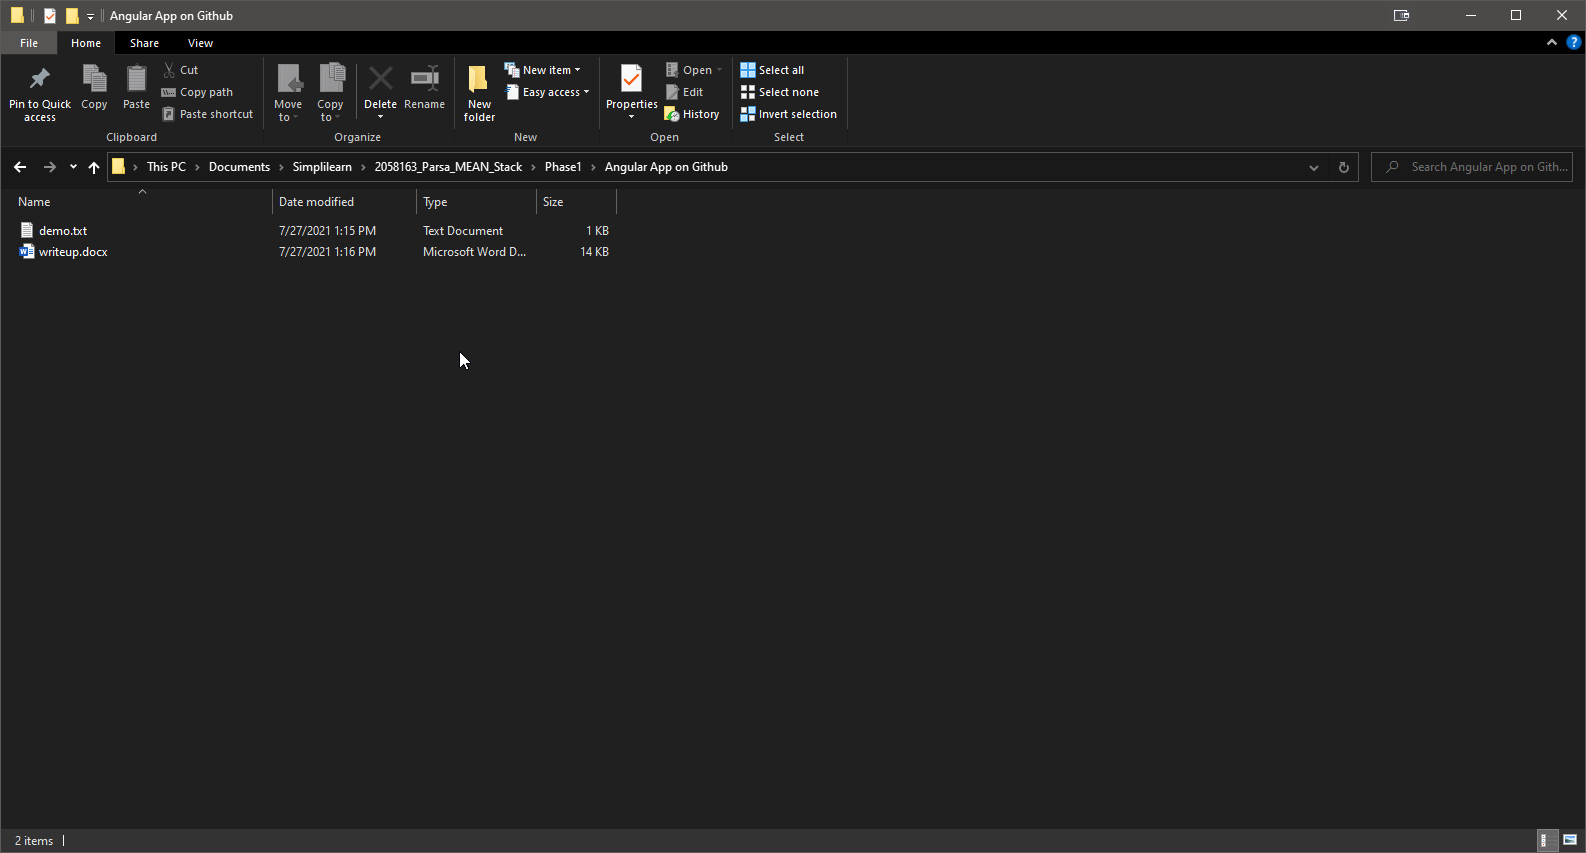 Angular App on Github
File Home Share View
Pin to Quick access
Copy
Paste
Cut
Copy path
Paste shortcut
Clipboard
Move to
Copy to
Delete
Rename
Organize
New folder
New item
Easy access
New
Properties
Open
Edit
History
Open
Select all
Select none
Invert selection
Select
This PC > Documents > Simplilearn > 2058163_Parsa_MEAN_Stack > Phase1 > Angular App on Github
Search Angular App on Gith...
Name Date modified Type Size
demo.txt 7/27/2021 1:15 PM Text Document 1 KB
writeup.docx 7/27/2021 1:16 PM Microsoft Word D... 14 KB
2 items